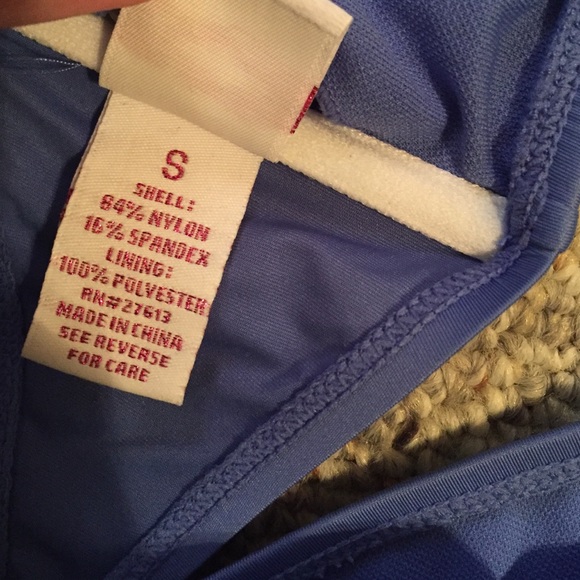 S
SHELL:
84% NYLON
16% SPANDEX
LINING:
100% POLYESTER
RN#27613
MADE IN CHINA
SEE REVERSE
FOR CARE